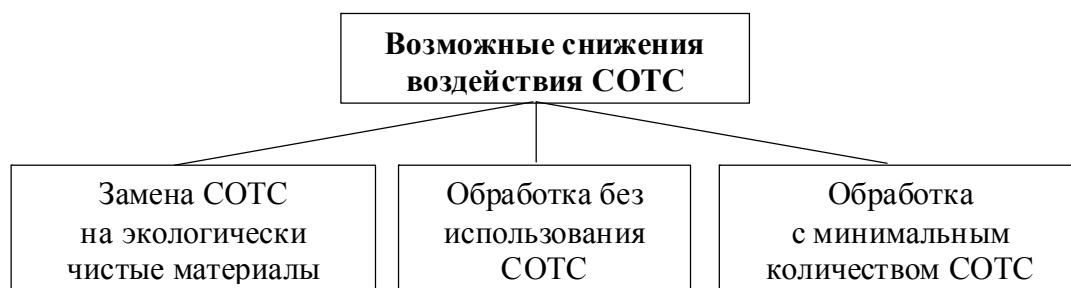 Возможные снижения
воздействия СОТС
Замена СОТС
на экологически
чистые материалы
Обработка без
использования
СОТС
Обработка
с минимальным
количеством СОТС